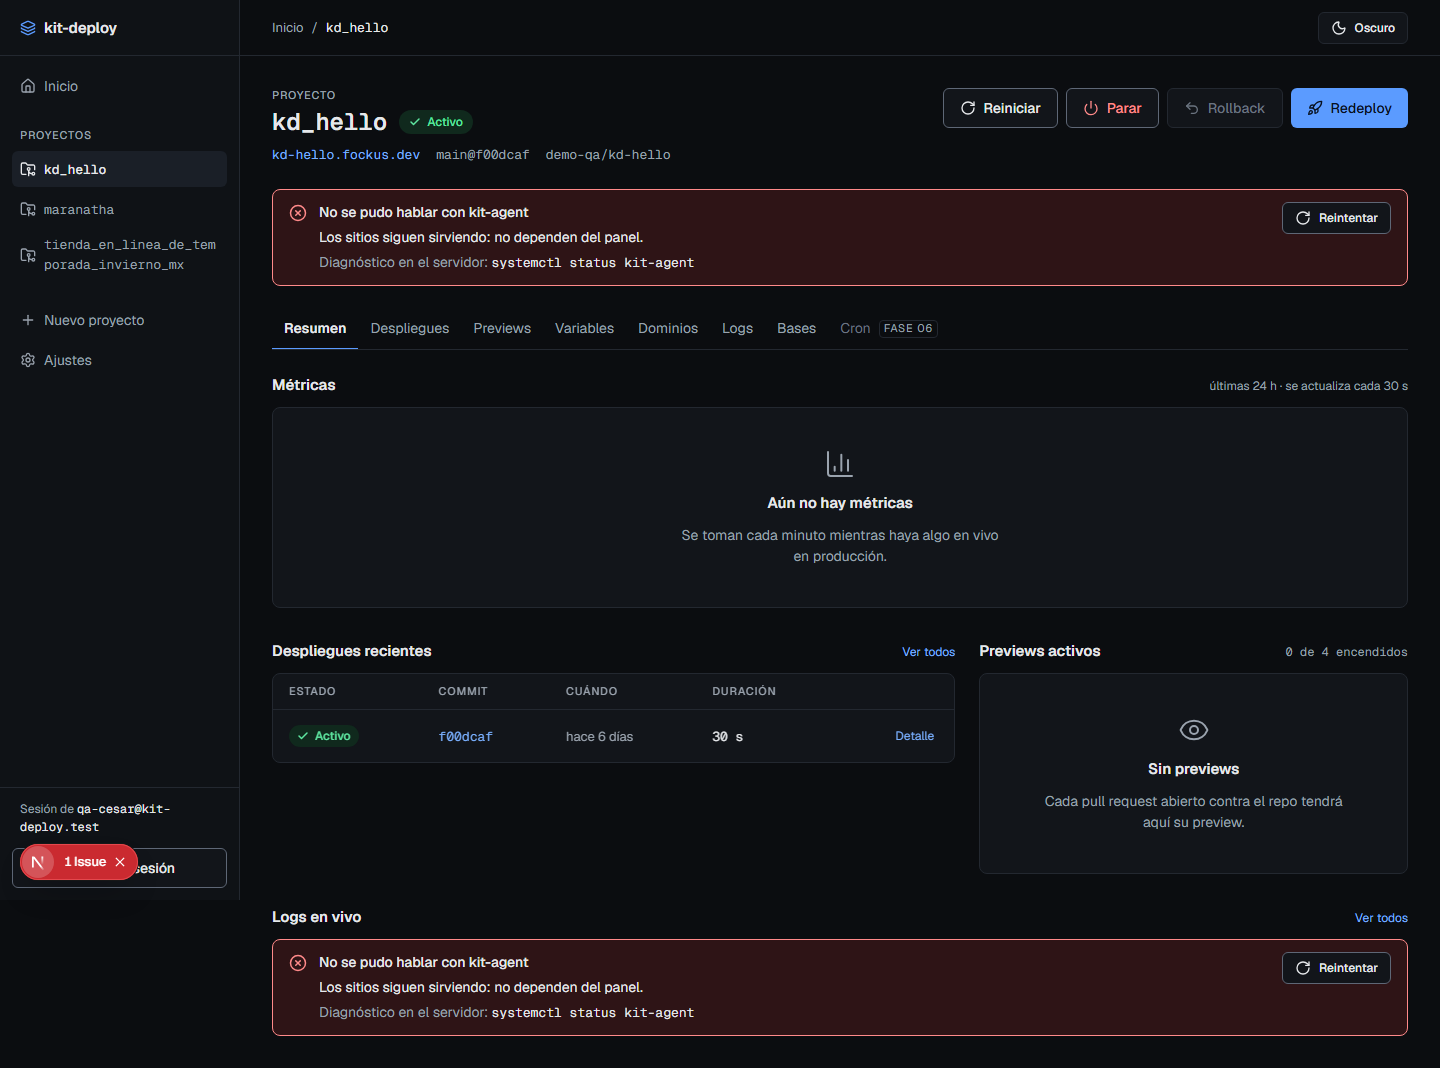 kit-deploy
Inicio
PROYECTOS
kd_hello
maranatha
tienda_en_linea_de_tem
porada_invierno_mx
Nuevo proyecto
Ajustes
Sesión de qa-cesar@kit-
deploy.test
1 Issue
sesión
Inicio / kd_hello
Oscuro
PROYECTO
kd_hello Activo
kd-hello.fockus.dev main@f00dcaf demo-qa/kd-hello
Reiniciar Parar Rollback Redeploy
No se pudo hablar con kit-agent
Los sitios siguen sirviendo: no dependen del panel.
Diagnóstico en el servidor: systemctl status kit-agent
Reintentar
Resumen Despliegues Previews Variables Dominios Logs Bases Cron FASE 06
Métricas
últimas 24 h · se actualiza cada 30 s
Aún no hay métricas
Se toman cada minuto mientras haya algo en vivo
en producción.
Despliegues recientes
Ver todos
ESTADO COMMIT CUÁNDO DURACIÓN
Activo f00dcaf hace 6 días 30 s Detalle
Previews activos
0 de 4 encendidos
Sin previews
Cada pull request abierto contra el repo tendrá
aquí su preview.
Logs en vivo
Ver todos
No se pudo hablar con kit-agent
Los sitios siguen sirviendo: no dependen del panel.
Diagnóstico en el servidor: systemctl status kit-agent
Reintentar